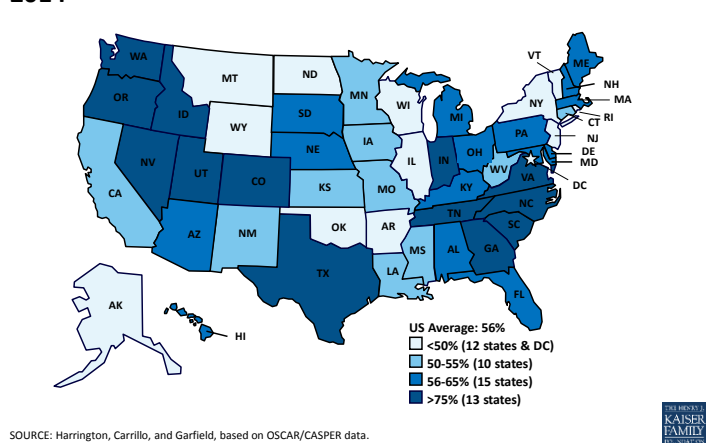 WA
MT
ND
VT
ME
OR
MN
NH
ID
SD
WI
NY
MA
MI
WY
RI
CT
NE
IA
PA
NJ
NV
IL
IN
OH
DE
MD
UT
CO
WV
VA
DC
CA
KS
MO
KY
NC
TN
AZ
NM
OK
AR
SC
MS
AL
GA
TX
LA
FL
AK
HI
US Average: 56%
<50% (12 states & DC)
50-55% (10 states)
56-65% (15 states)
>75% (13 states)
SOURCE: Harrington, Carrillo, and Garfield, based on OSCAR/CASPER data.
THE HENRY J.
KAISER
FAMILY